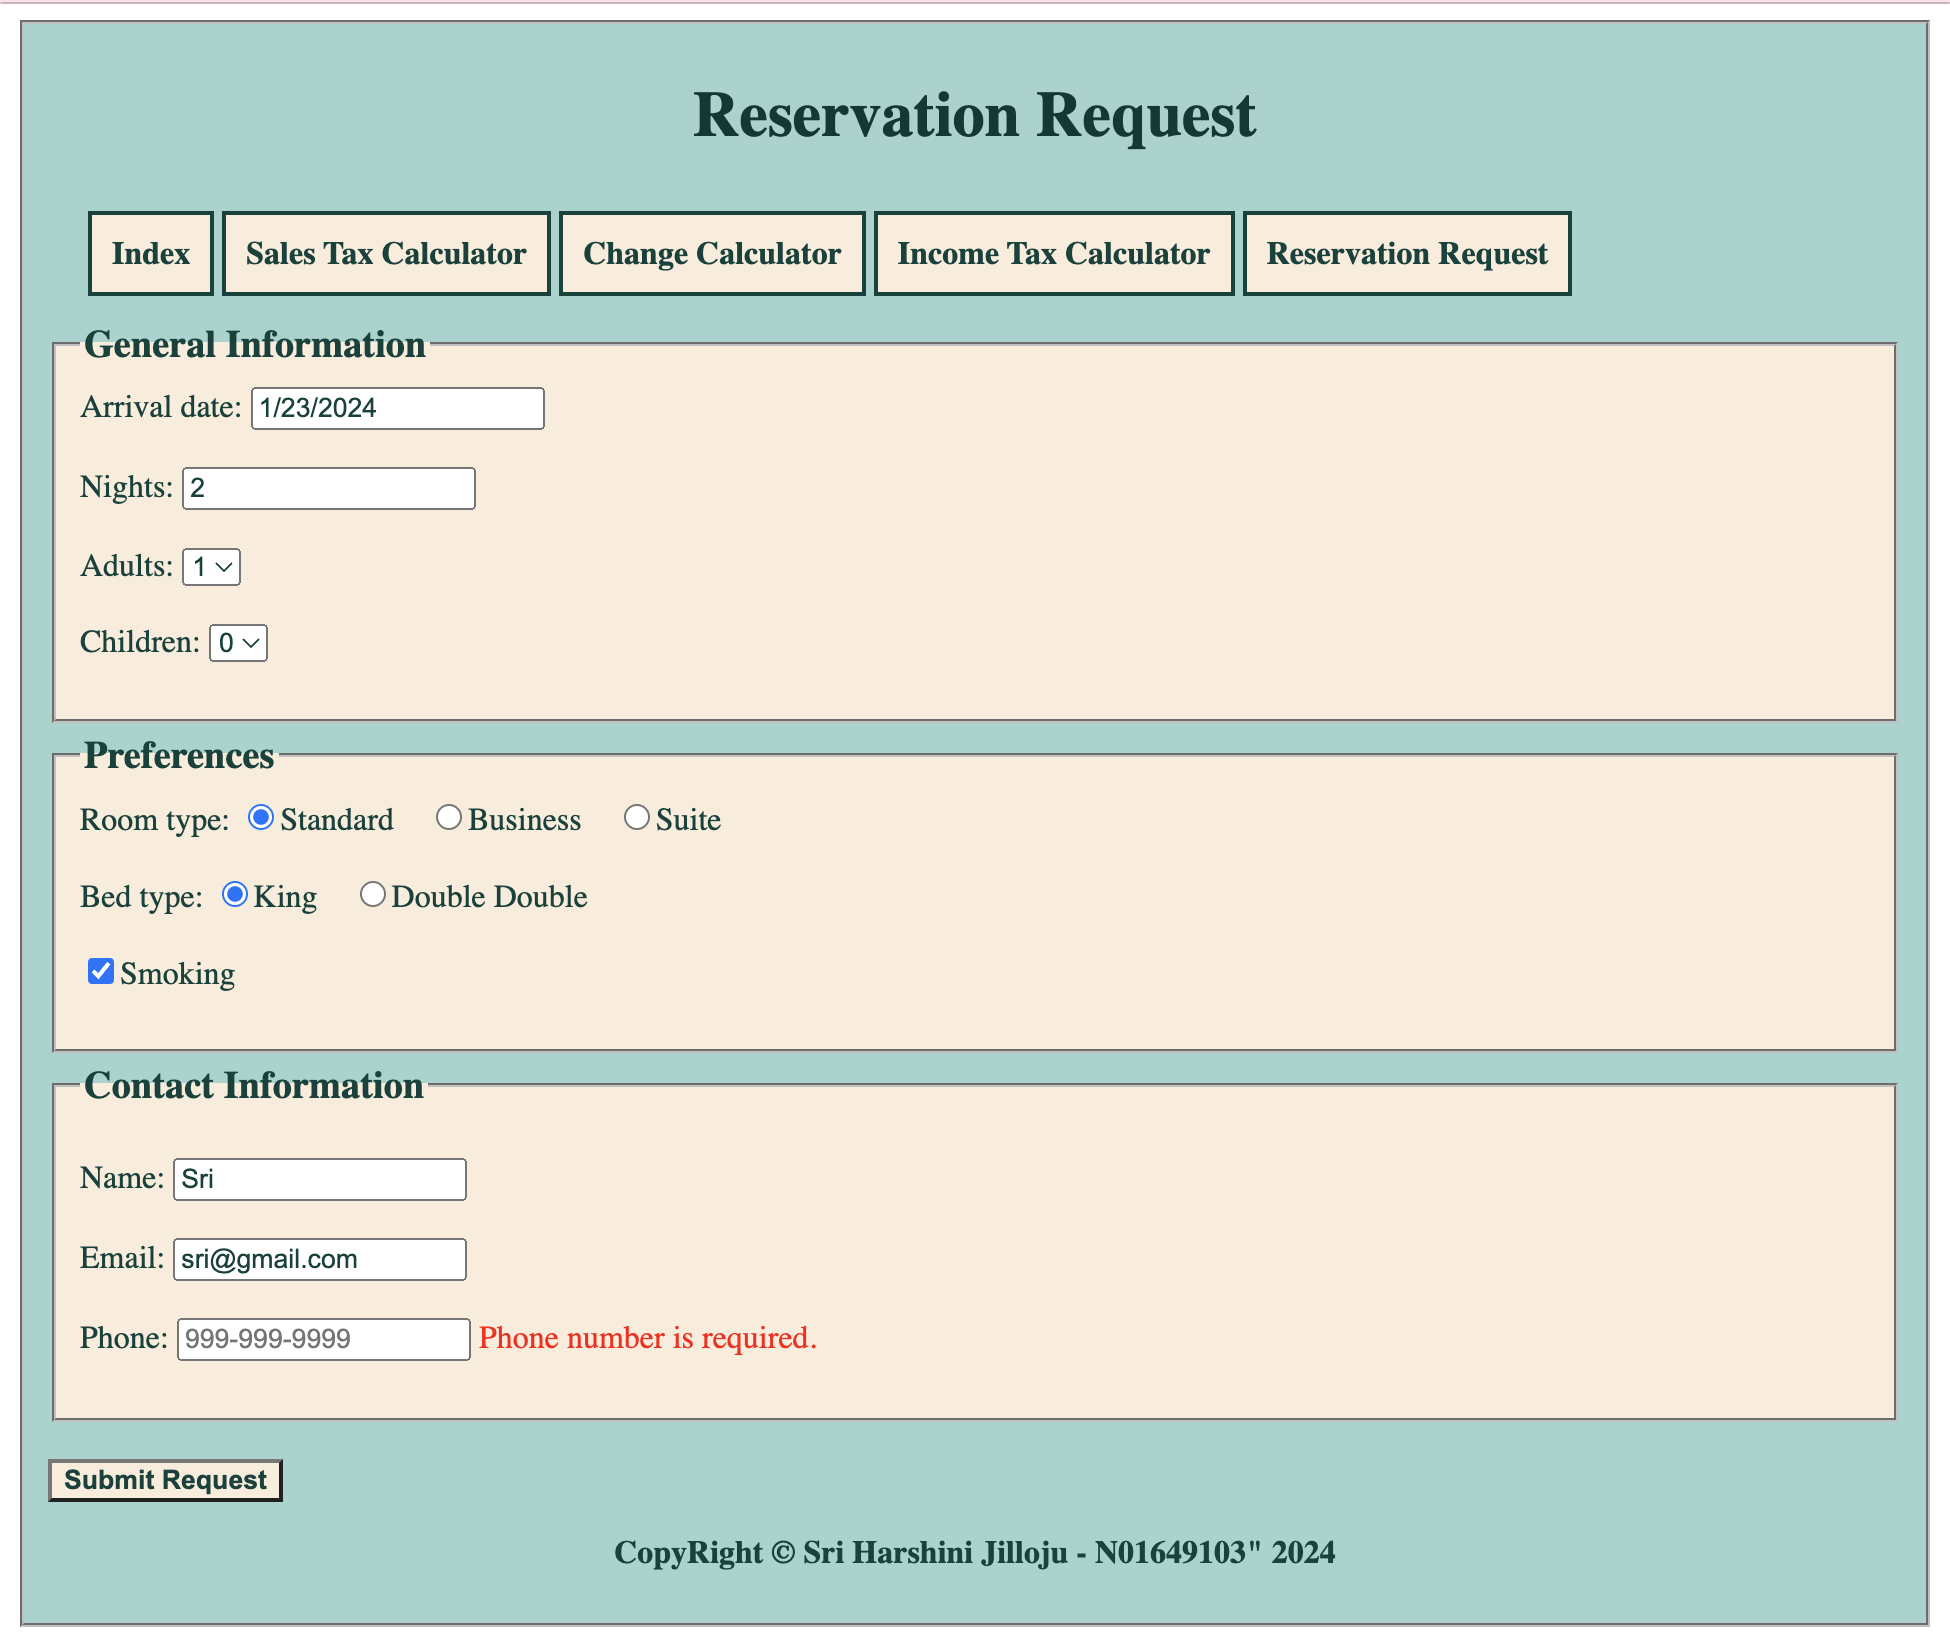 Reservation Request
Index Sales Tax Calculator Change Calculator Income Tax Calculator Reservation Request
General Information
Arrival date: 1/23/2024
Nights: 2
Adults: 1
Children: 0
Preferences
Room type: Standard Business Suite
Bed type: King Double Double
Smoking
Contact Information
Name: Sri
Email: sri@gmail.com
Phone: 999-999-9999 Phone number is required.
Submit Request
CopyRight © Sri Harshini Jilloju - N01649103" 2024